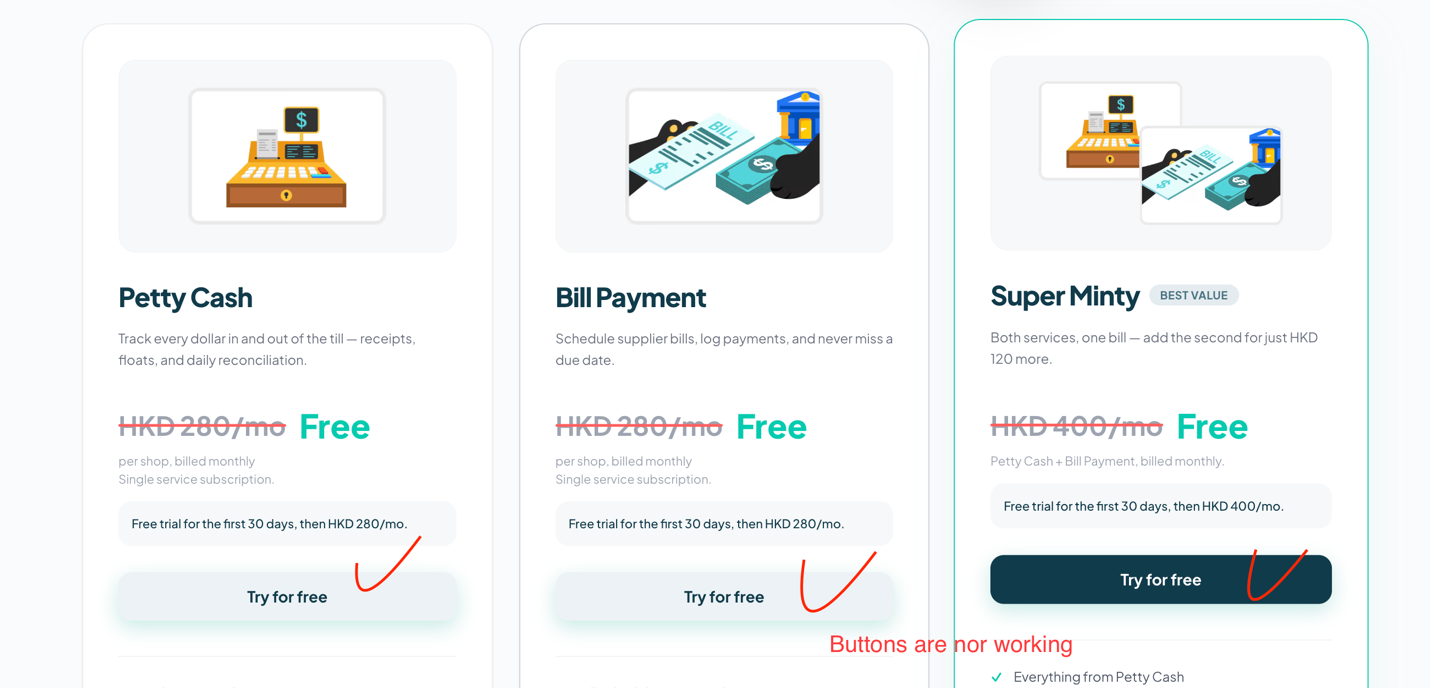 $
BILL
$
$
$
BILL
$
$
Petty Cash
Track every dollar in and out of the till — receipts,
floats, and daily reconciliation.
HKD 280/mo Free
per shop, billed monthly
Single service subscription.
Free trial for the first 30 days, then HKD 280/mo.
Try for free
Bill Payment
Schedule supplier bills, log payments, and never miss a
due date.
HKD 280/mo Free
per shop, billed monthly
Single service subscription.
Free trial for the first 30 days, then HKD 280/mo.
Try for free
Super Minty BEST VALUE
Both services, one bill — add the second for just HKD
120 more.
HKD 400/mo Free
Petty Cash + Bill Payment, billed monthly.
Free trial for the first 30 days, then HKD 400/mo.
Try for free
Buttons are nor working
Everything from Petty Cash